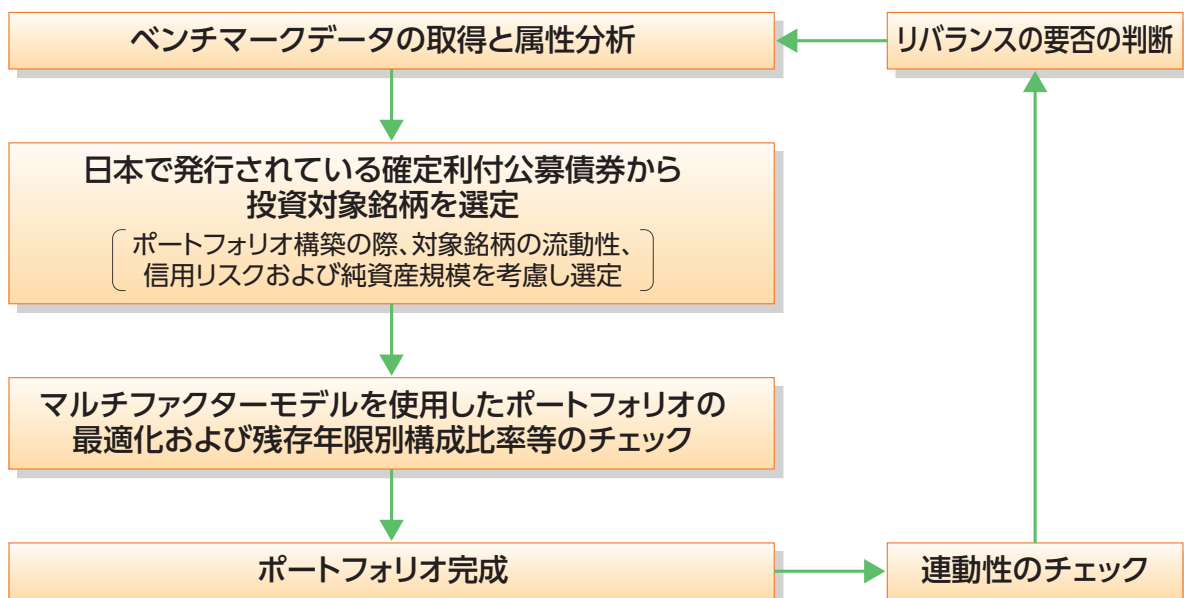 ベンチマークデータの取得と属性分析
リバランスの要否の判断
日本で発行されている確定利付公募債券から
投資対象銘柄を選定
ポートフォリオ構築の際、対象銘柄の流動性、
信用リスクおよび純資産規模を考慮し選定
マルチファクターモデルを使用したポートフォリオの
最適化および残存年限別構成比率等のチェック
ポートフォリオ完成
連動性のチェック